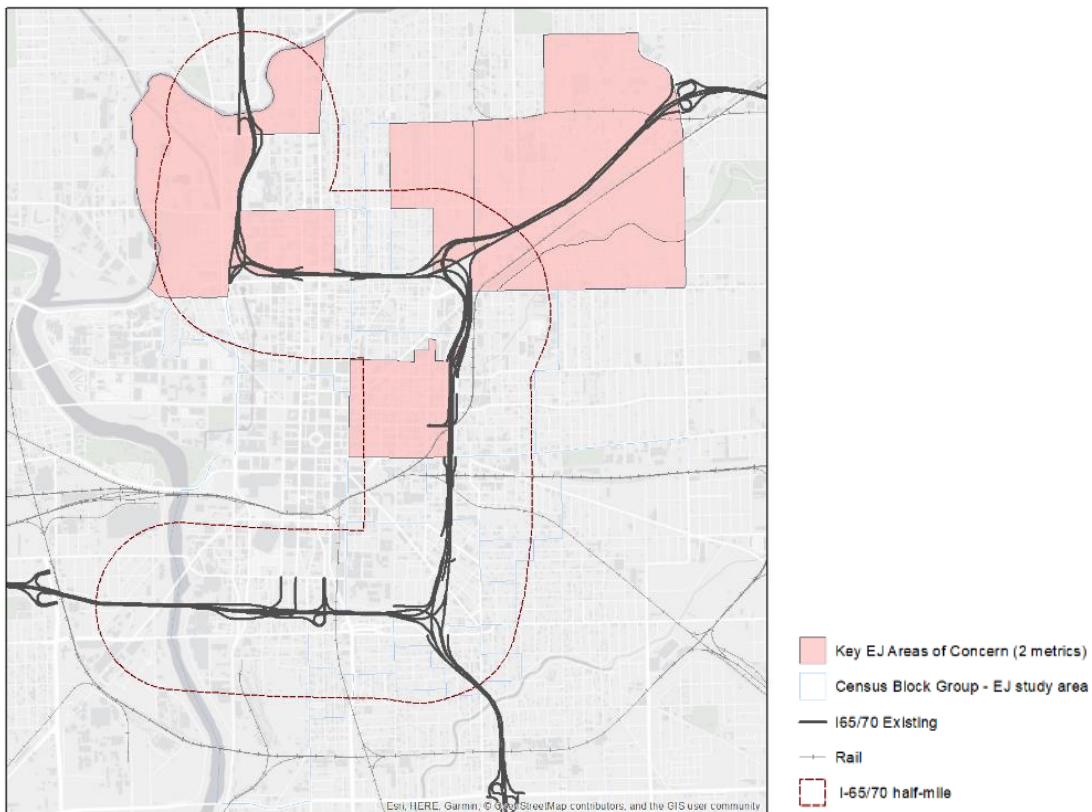 Key EJ Areas of Concern (2 metrics)
Census Block Group - EJ study area
I65/70 Existing
Rail
I-65/70 half-mile
Esri, HERE, Garmin, © OpenStreetMap contributors, and the GIS user community